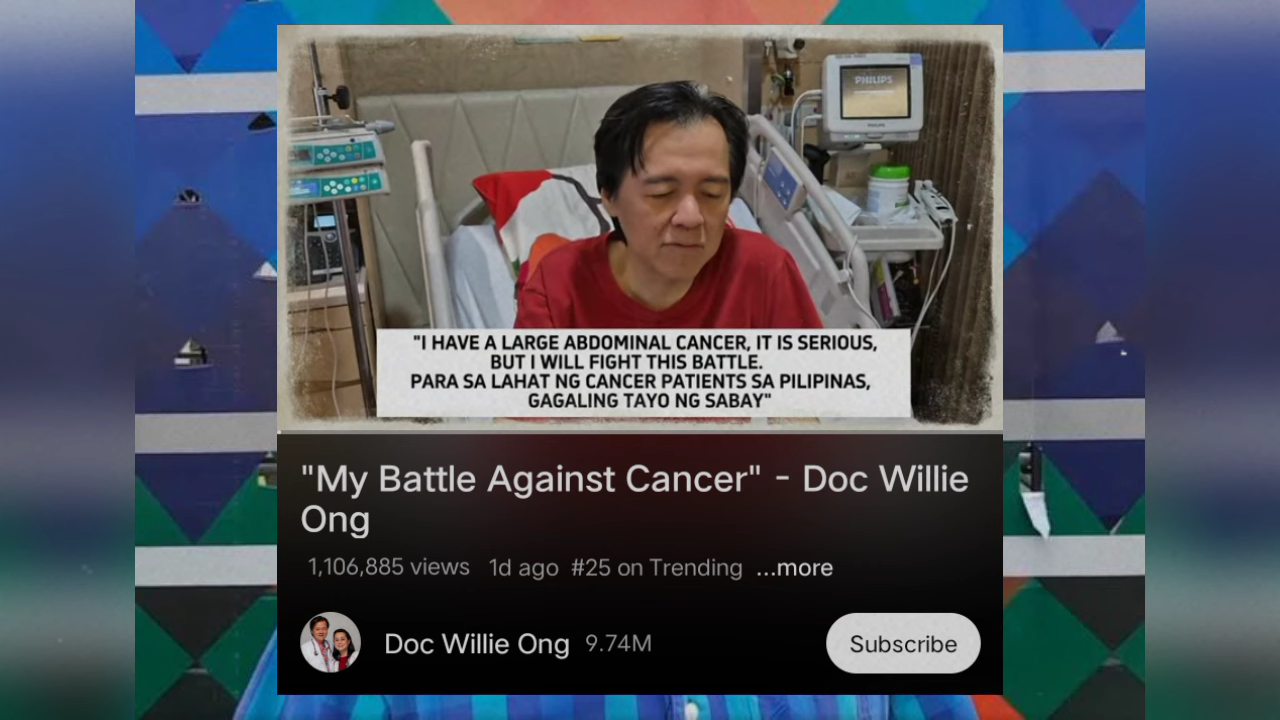 PHILIPS
"I HAVE A LARGE ABDOMINAL CANCER, IT IS SERIOUS,
BUT I WILL FIGHT THIS BATTLE.
PARA SA LAHAT NG CANCER PATIENTS SA PILIPINAS,
GAGALING TAYO NG SABAY"
"My Battle Against Cancer" - Doc Willie
Ong
1,106,885 views 1d ago #25 on Trending ...more
Doc Willie Ong 9.74M Subscribe